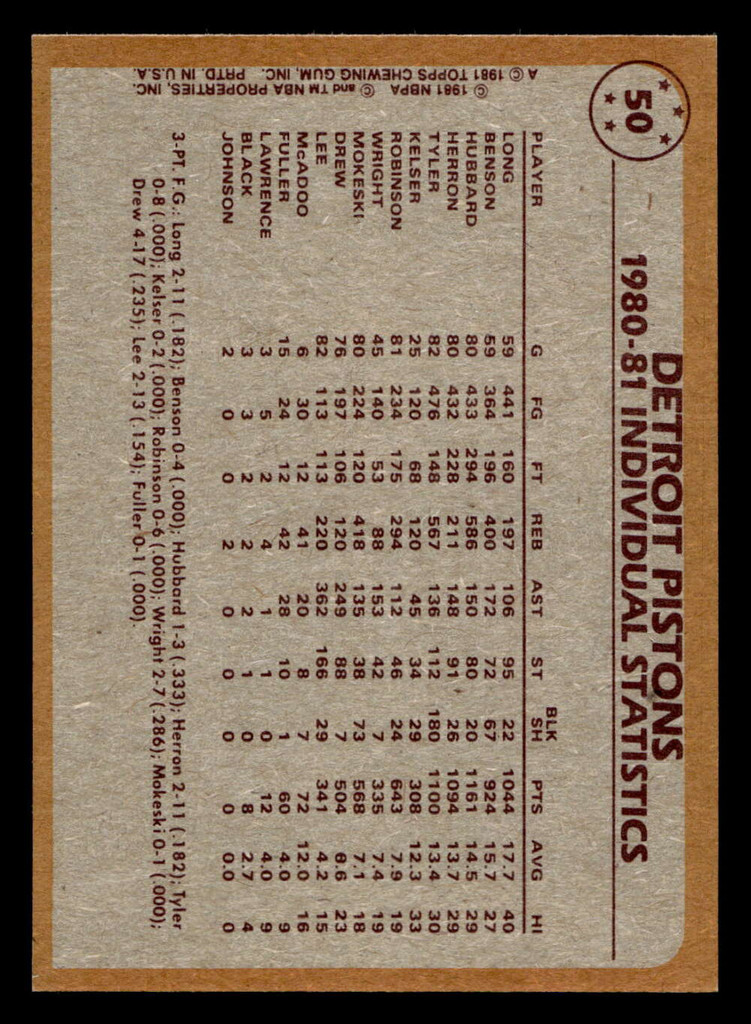 50
DETROIT PISTONS
1980-81 INDIVIDUAL STATISTICS
BLK
PLAYER G FG FT REB AST ST SH PTS AVG HI
LONG 59 441 160 197 106 95 22 1044 17.7 40
BENSON 59 364 196 400 172 72 67 924 15.7 27
HUBBARD 80 433 294 586 150 80 20 1161 14.5 29
HERRON 80 432 228 211 148 91 26 1094 13.7 29
TYLER 82 476 148 567 136 112 180 1100 13.4 30
KELSER 25 120 68 120 45 34 29 308 12.3 33
ROBINSON 81 234 175 294 112 46 24 643 7.9 19
WRIGHT 45 140 53 88 153 42 7 335 7.4 19
MOKESKI 80 224 120 418 135 38 73 568 7.1 18
DREW 76 197 106 120 249 88 7 504 6.6 23
LEE 82 113 113 220 362 166 29 341 4.2 15
McADOO 6 30 12 41 20 8 7 72 12.0 16
FULLER 15 24 12 42 28 10 1 60 4.0 9
LAWRENCE 3 5 2 4 1 1 0 12 4.0 9
BLACK 3 3 2 2 2 1 0 8 2.7 4
JOHNSON 2 0 0 2 0 0 0 0 0.0 0
3-PT. F.G.: Long 2-11 (.182); Benson 0-4 (.000); Hubbard 1-3 (.333); Herron 2-11 (.182); Tyler
0-8 (.000); Kelser 0-2 (.000); Robinson 0-6 (.000); Wright 2-7 (.286); Mokeski 0-1 (.000);
Drew 4-17 (.235); Lee 2-13 (.154); Fuller 0-1 (.000).
© 1981 NBPA © and TM NBA PROPERTIES, INC.
A © 1981 TOPPS CHEWING GUM, INC. PRTD. IN U.S.A.